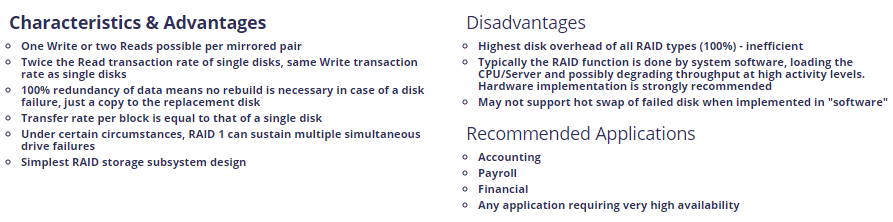 Characteristics & Advantages
One Write or two Reads possible per mirrored pair
Twice the Read transaction rate of single disks, same Write transaction
rate as single disks
100% redundancy of data means no rebuild is necessary in case of a disk
failure, just a copy to the replacement disk
Transfer rate per block is equal to that of a single disk
Under certain circumstances, RAID 1 can sustain multiple simultaneous
drive failures
Simplest RAID storage subsystem design
Disadvantages
Highest disk overhead of all RAID types (100%) - inefficient
Typically the RAID function is done by system software, loading the
CPU/Server and possibly degrading throughput at high activity levels.
Hardware implementation is strongly recommended
May not support hot swap of failed disk when implemented in "software"
Recommended Applications
Accounting
Payroll
Financial
Any application requiring very high availability